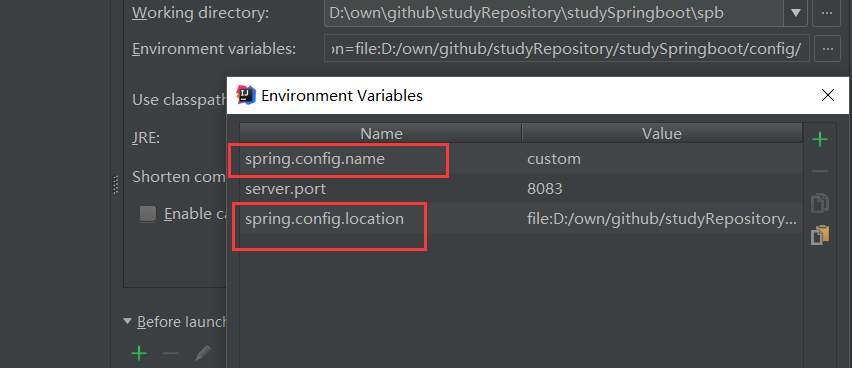 Working directory: D:\own\github\studyRepository\studySpringboot\spb
Environment variables: on=file:D:/own/github/studyRepository/studySpringboot/config/
Environment Variables
Use classpath
Name Value
JRE:
spring.config.name custom
Shorten com
server.port 8083
Enable ca
spring.config.location file:D:/own/github/studyRepository...
Before launch